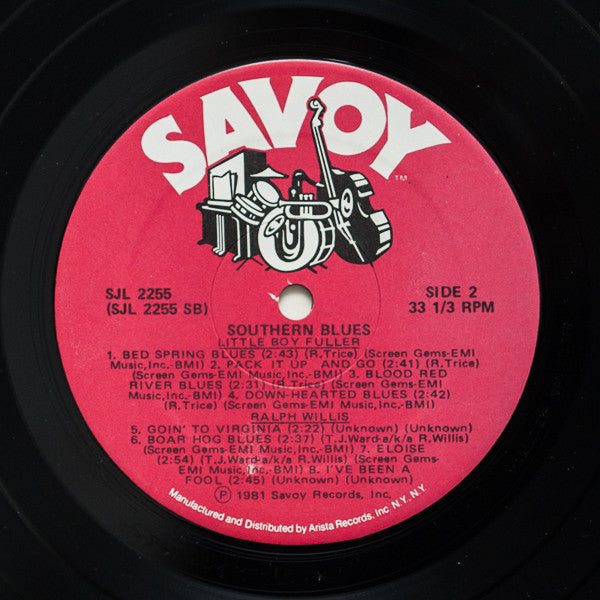 SAVOY
TM
SJL 2255
(SJL 2255 SB)
SIDE 2
33 1/3 RPM
SOUTHERN BLUES
LITTLE BOY FULLER
1. BED SPRING BLUES (2:43) (R.Trice) (Screen Gems-EMI
Music,Inc.-BMI) 2. PACK IT UP AND GO (2:41) (R.Trice)
(Screen Gems-EMI Music,Inc.-BMI) 3. BLOOD RED
RIVER BLUES (2:31) (R.Trice) (Screen Gems-EMI
Music,Inc.-BMI) 4. DOWN-HEARTED BLUES (2:42)
(R.Trice) (Screen Gems-EMI Music,Inc.-BMI)
RALPH WILLIS
5. GOIN' TO VIRGINIA (2:22) (Unknown) (Unknown)
6. BOAR HOG BLUES (2:37) (T.J.Ward-a/k/a R.Willis)
(Screen Gems-EMI Music,Inc.-BMI) 7. ELOISE
(2:54) (T.J.Ward-a/k/a R.Willis) (Screen Gems-
EMI Music,Inc.-BMI) 8. I'VE BEEN A
FOOL (2:45) (Unknown) (Unknown)
Ⓟ 1981 Savoy Records, Inc.
Manufactured and Distributed by Arista Records, Inc N.Y. N.Y